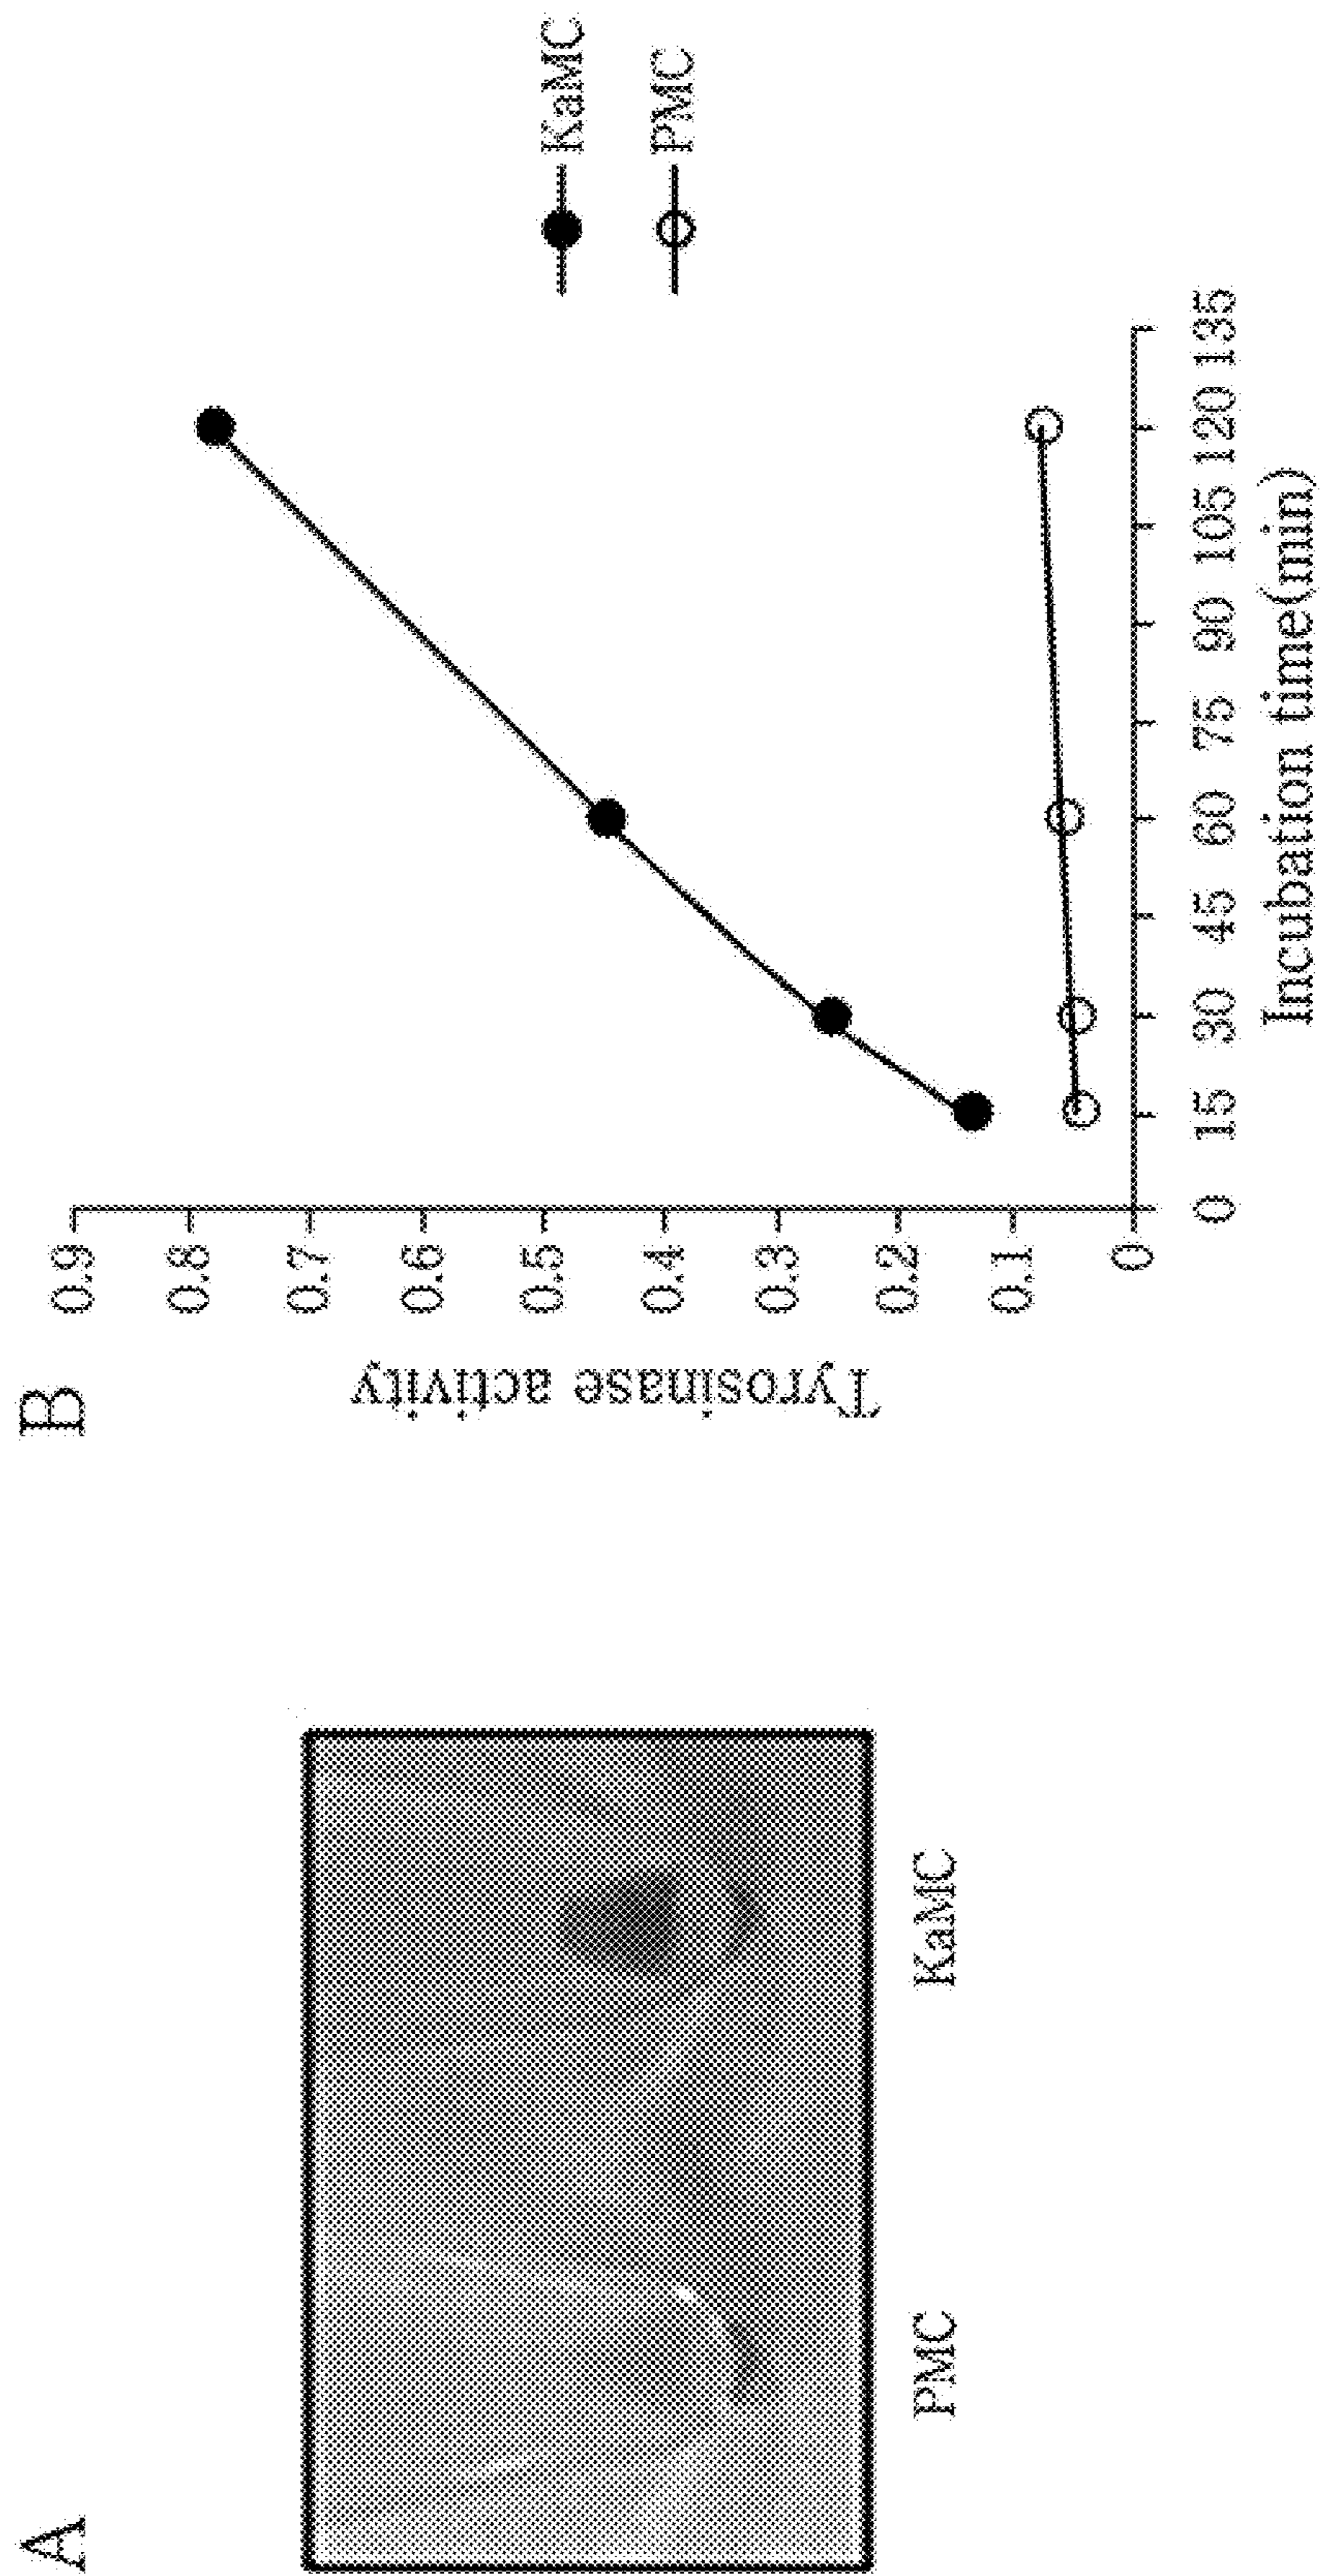 A
PMC
KaMC
B
Tyrosinase activity
0.9
0.8
0.7
0.6
0.5
0.4
0.3
0.2
0.1
0
0 15 30 45 60 75 90 105 120 135
Incubation time(min)
KaMC
PMC